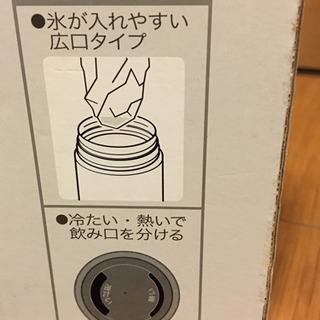 ●氷が入れやすい
広口タイプ
●冷たい・熱いで
飲み口を分ける